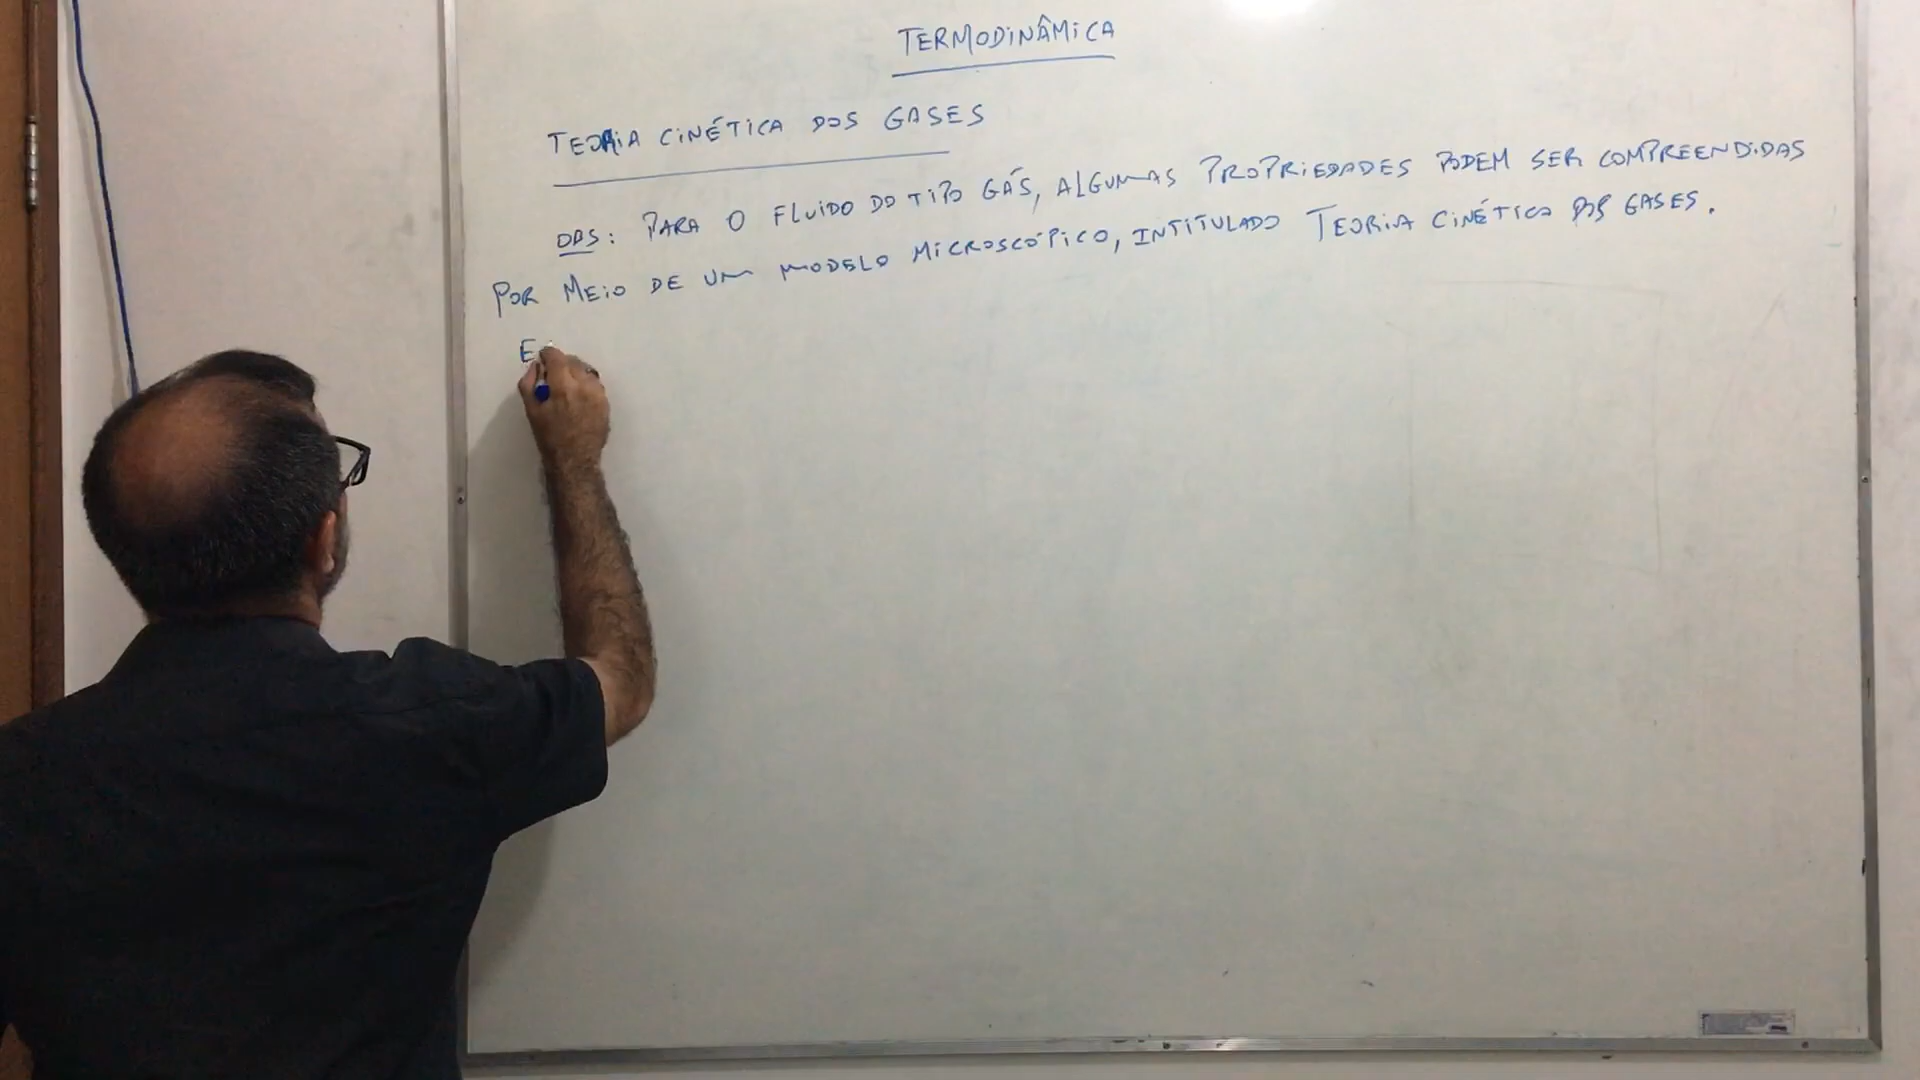 TERMODINÂMICA
TEORIA CINÉTICA DOS GASES
OBS: PARA O FLUIDO DO TIPO GÁS, ALGUMAS PROPRIEDADES PODEM SER COMPREENDIDAS
POR MEIO DE UM MODELO MICROSCÓPICO, INTITULADO TEORIA CINÉTICA DOS GASES.
E